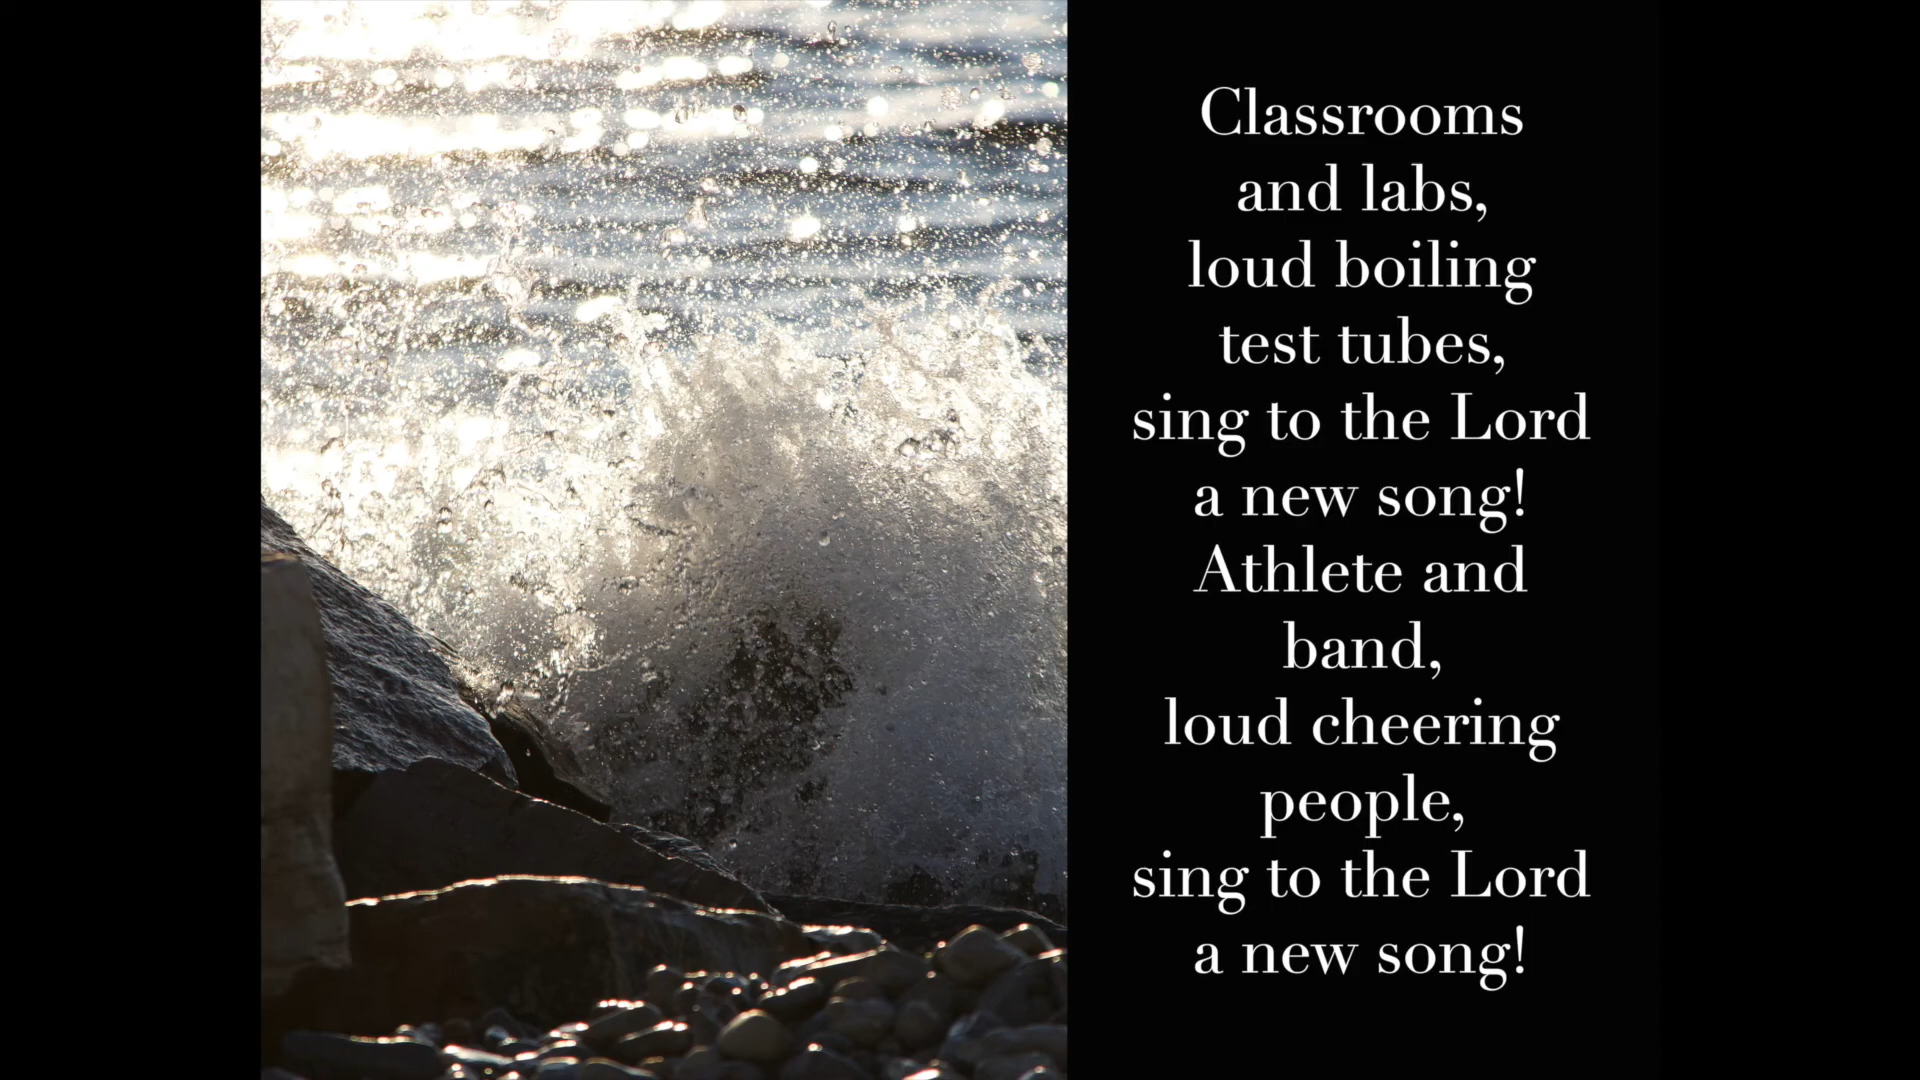 Classrooms
and labs,
loud boiling
test tubes,
sing to the Lord
a new song!
Athlete and
band,
loud cheering
people,
sing to the Lord
a new song!